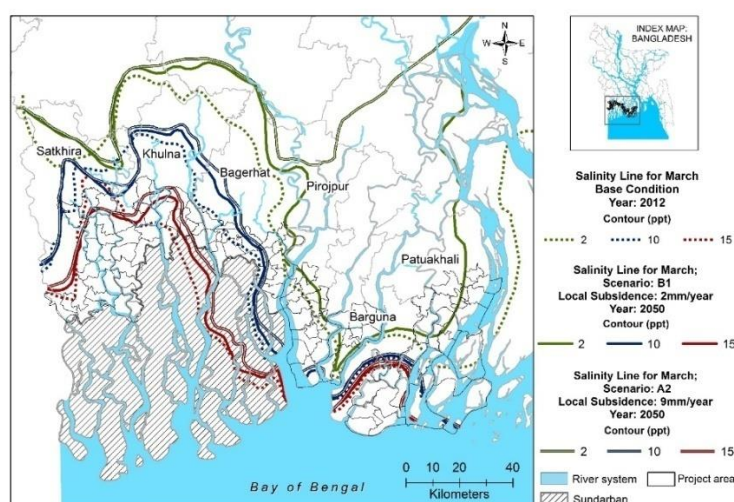 N
W E
S
INDEX MAP:
BANGLADESH
Satkhira
Khulna
Bagerhat
Pirojpur
Patuakhali
Barguna
Bay of Bengal
0 10 20 40
Kilometers
Salinity Line for March
Base Condition
Year: 2012
Contour (ppt)
2 10 15
Salinity Line for March;
Scenario: B1
Local Subsidence: 2mm/year
Year: 2050
Contour (ppt)
2 10 15
Salinity Line for March;
Scenario: A2
Local Subsidence: 9mm/year
Year: 2050
Contour (ppt)
2 10 15
River system Project area
Sundarban